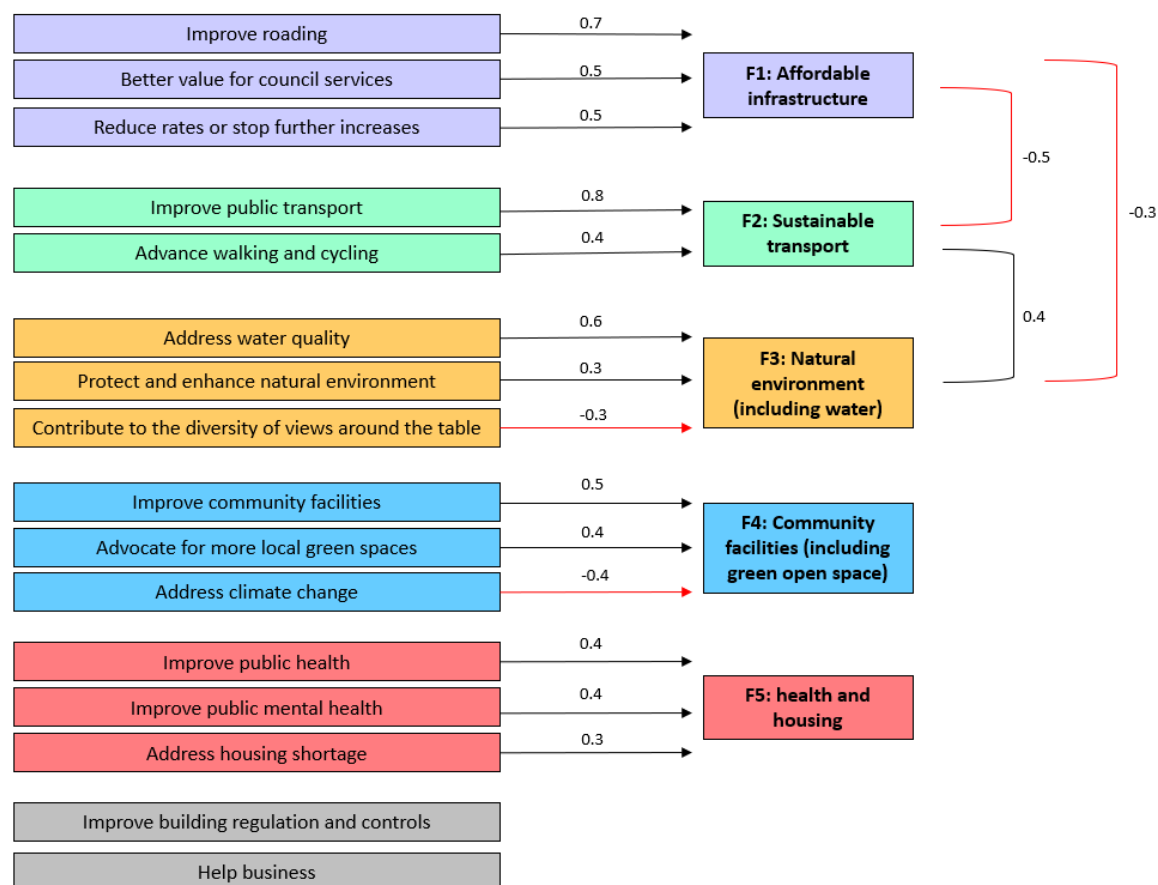 Improve roading
0.7
Better value for council services
0.5
Reduce rates or stop further increases
0.5
F1: Affordable
infrastructure
Improve public transport
0.8
Advance walking and cycling
0.4
F2: Sustainable
transport
-0.5
-0.3
Address water quality
0.6
Protect and enhance natural environment
0.3
Contribute to the diversity of views around the table
-0.3
F3: Natural
environment
(including water)
0.4
Improve community facilities
0.5
Advocate for more local green spaces
0.4
Address climate change
-0.4
F4: Community
facilities (including
green open space)
Improve public health
0.4
Improve public mental health
0.4
Address housing shortage
0.3
F5: health and
housing
Improve building regulation and controls
Help business